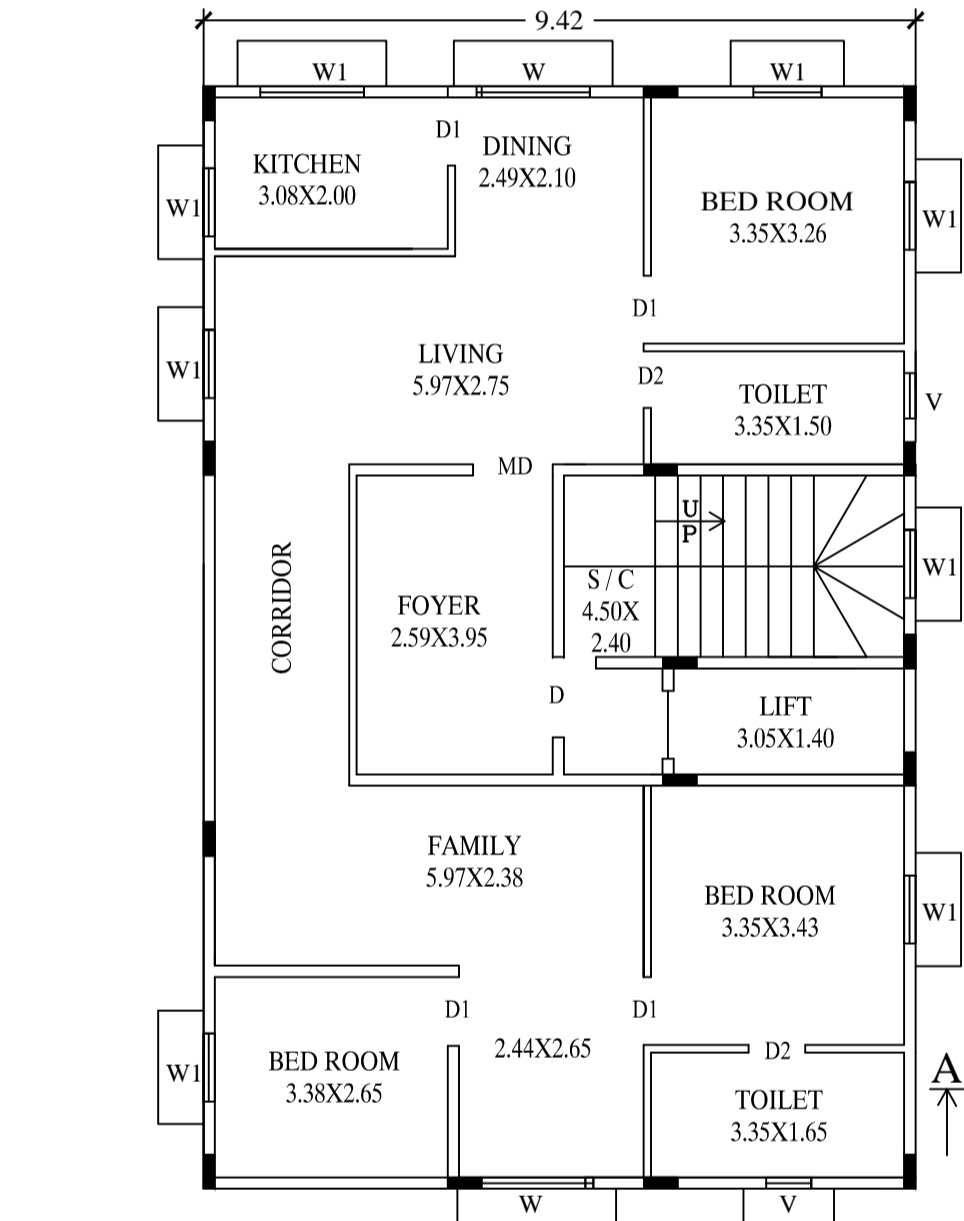 9.42
W1
W
W1
D1
KITCHEN
3.08X2.00
DINING
2.49X2.10
BED ROOM
3.35X3.26
W1
W1
D1
LIVING
5.97X2.75
W1
D2
TOILET
3.35X1.50
V
MD
U
P
CORRIDOR
FOYER
2.59X3.95
S / C
4.50X
2.40
W1
D
LIFT
3.05X1.40
FAMILY
5.97X2.38
BED ROOM
3.35X3.43
W1
D1
D1
2.44X2.65
D2
W1
BED ROOM
3.38X2.65
TOILET
3.35X1.65
A
W
V